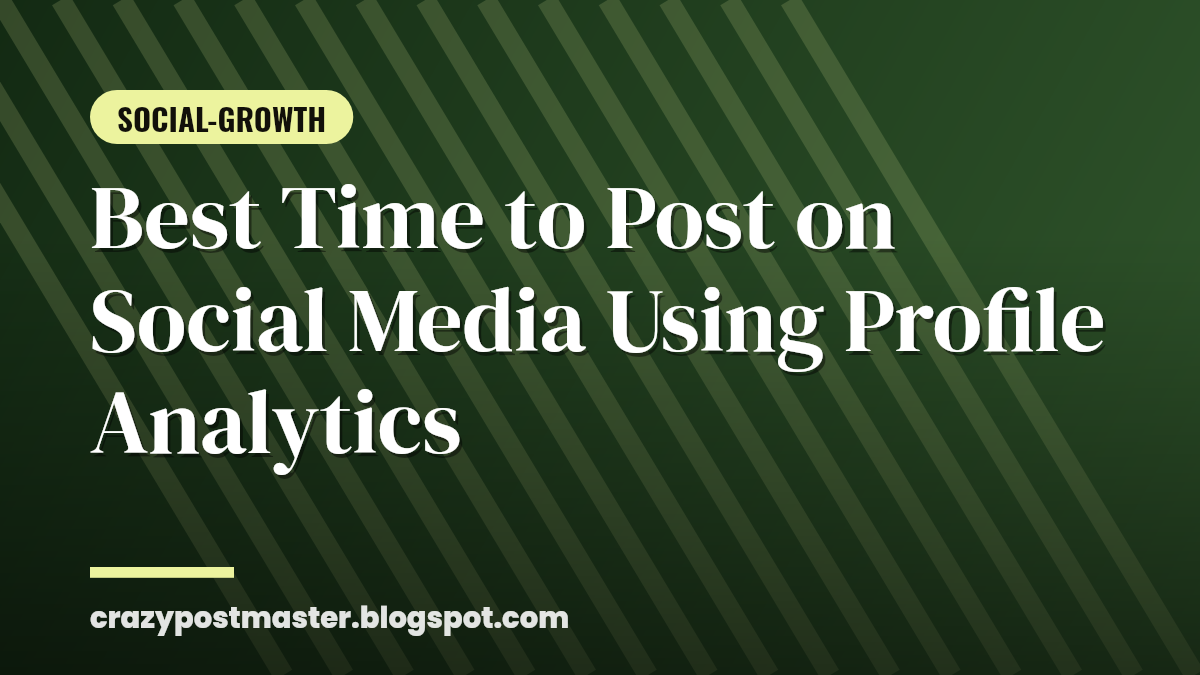 SOCIAL-GROWTH
Best Time to Post on
Social Media Using Profile
Analytics
crazypostmaster.blogspot.com